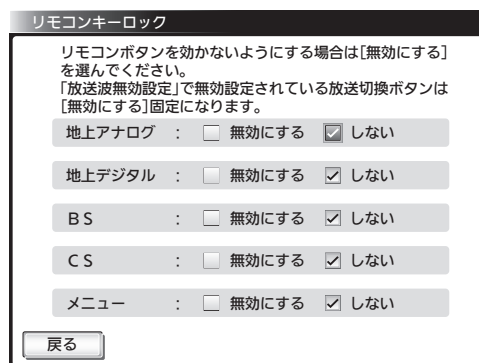 リモコンキーロック
リモコンボタンを効かないようにする場合は[無効にする]
を選んでください。
「放送波無効設定」で無効設定されている放送切換ボタンは
[無効にする]固定になります。
地上アナログ : 無効にする しない
地上デジタル : 無効にする しない
BS : 無効にする しない
CS : 無効にする しない
メニュー : 無効にする しない
戻る